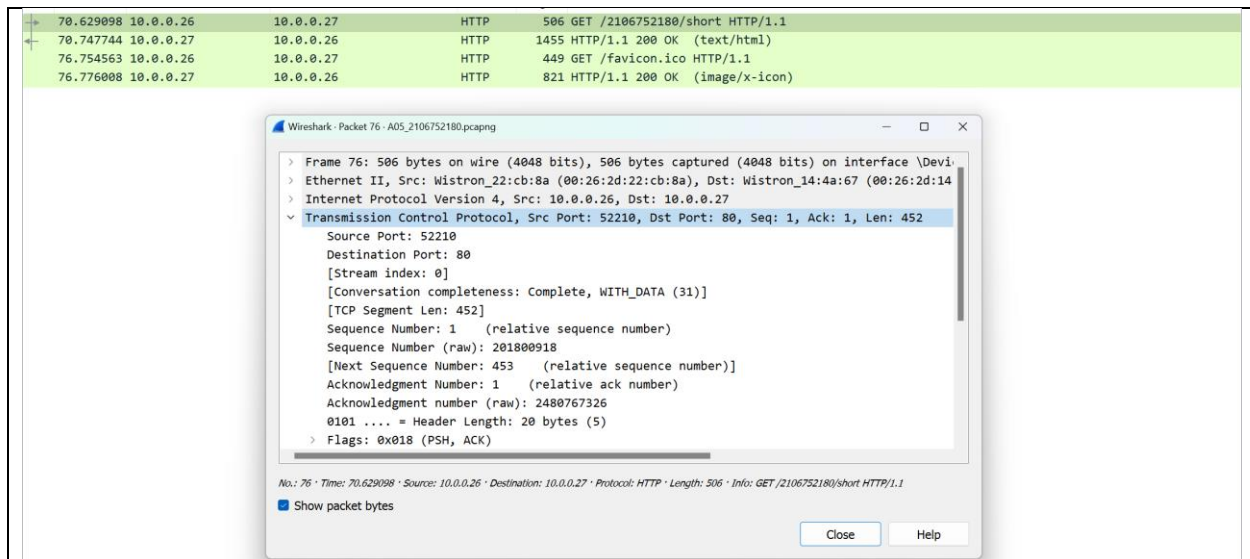 70.629098 10.0.0.26 10.0.0.27 HTTP 506 GET /2106752180/short HTTP/1.1
70.747744 10.0.0.27 10.0.0.26 HTTP 1455 HTTP/1.1 200 OK (text/html)
76.754563 10.0.0.26 10.0.0.27 HTTP 449 GET /favicon.ico HTTP/1.1
76.776008 10.0.0.27 10.0.0.26 HTTP 821 HTTP/1.1 200 OK (image/x-icon)
Wireshark · Packet 76 · A05_2106752180.pcapng
Frame 76: 506 bytes on wire (4048 bits), 506 bytes captured (4048 bits) on interface \Devi
Ethernet II, Src: Wistron_22:cb:8a (00:26:2d:22:cb:8a), Dst: Wistron_14:4a:67 (00:26:2d:14
Internet Protocol Version 4, Src: 10.0.0.26, Dst: 10.0.0.27
Transmission Control Protocol, Src Port: 52210, Dst Port: 80, Seq: 1, Ack: 1, Len: 452
Source Port: 52210
Destination Port: 80
[Stream index: 0]
[Conversation completeness: Complete, WITH_DATA (31)]
[TCP Segment Len: 452]
Sequence Number: 1 (relative sequence number)
Sequence Number (raw): 201800918
[Next Sequence Number: 453 (relative sequence number)]
Acknowledgment Number: 1 (relative ack number)
Acknowledgment number (raw): 2480767326
0101 .... = Header Length: 20 bytes (5)
Flags: 0x018 (PSH, ACK)
No.: 76 · Time: 70.629098 · Source: 10.0.0.26 · Destination: 10.0.0.27 · Protocol: HTTP · Length: 506 · Info: GET /2106752180/short HTTP/1.1
Show packet bytes
Close
Help